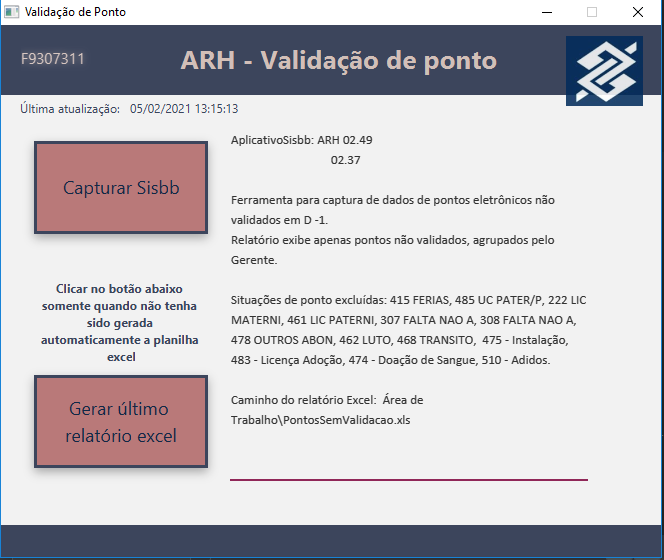 Validação de Ponto
F9307311
ARH - Validação de ponto
Última atualização: 05/02/2021 13:15:13
AplicativoSisbb: ARH 02.49
02.37
Capturar Sisbb
Ferramenta para captura de dados de pontos eletrônicos não
validados em D -1.
Relatório exibe apenas pontos não validados, agrupados pelo
Gerente.
Clicar no botão abaixo
somente quando não tenha
sido gerada
automaticamente a planilha
excel
Situações de ponto excluídas: 415 FERIAS, 485 UC PATER/P, 222 LIC
MATERNI, 461 LIC PATERNI, 307 FALTA NAO A, 308 FALTA NAO A,
478 OUTROS ABON, 462 LUTO, 468 TRANSITO, 475 - Instalação,
483 - Licença Adoção, 474 - Doação de Sangue, 510 - Adidos.
Gerar último
relatório excel
Caminho do relatório Excel: Área de
Trabalho\PontosSemValidacao.xls